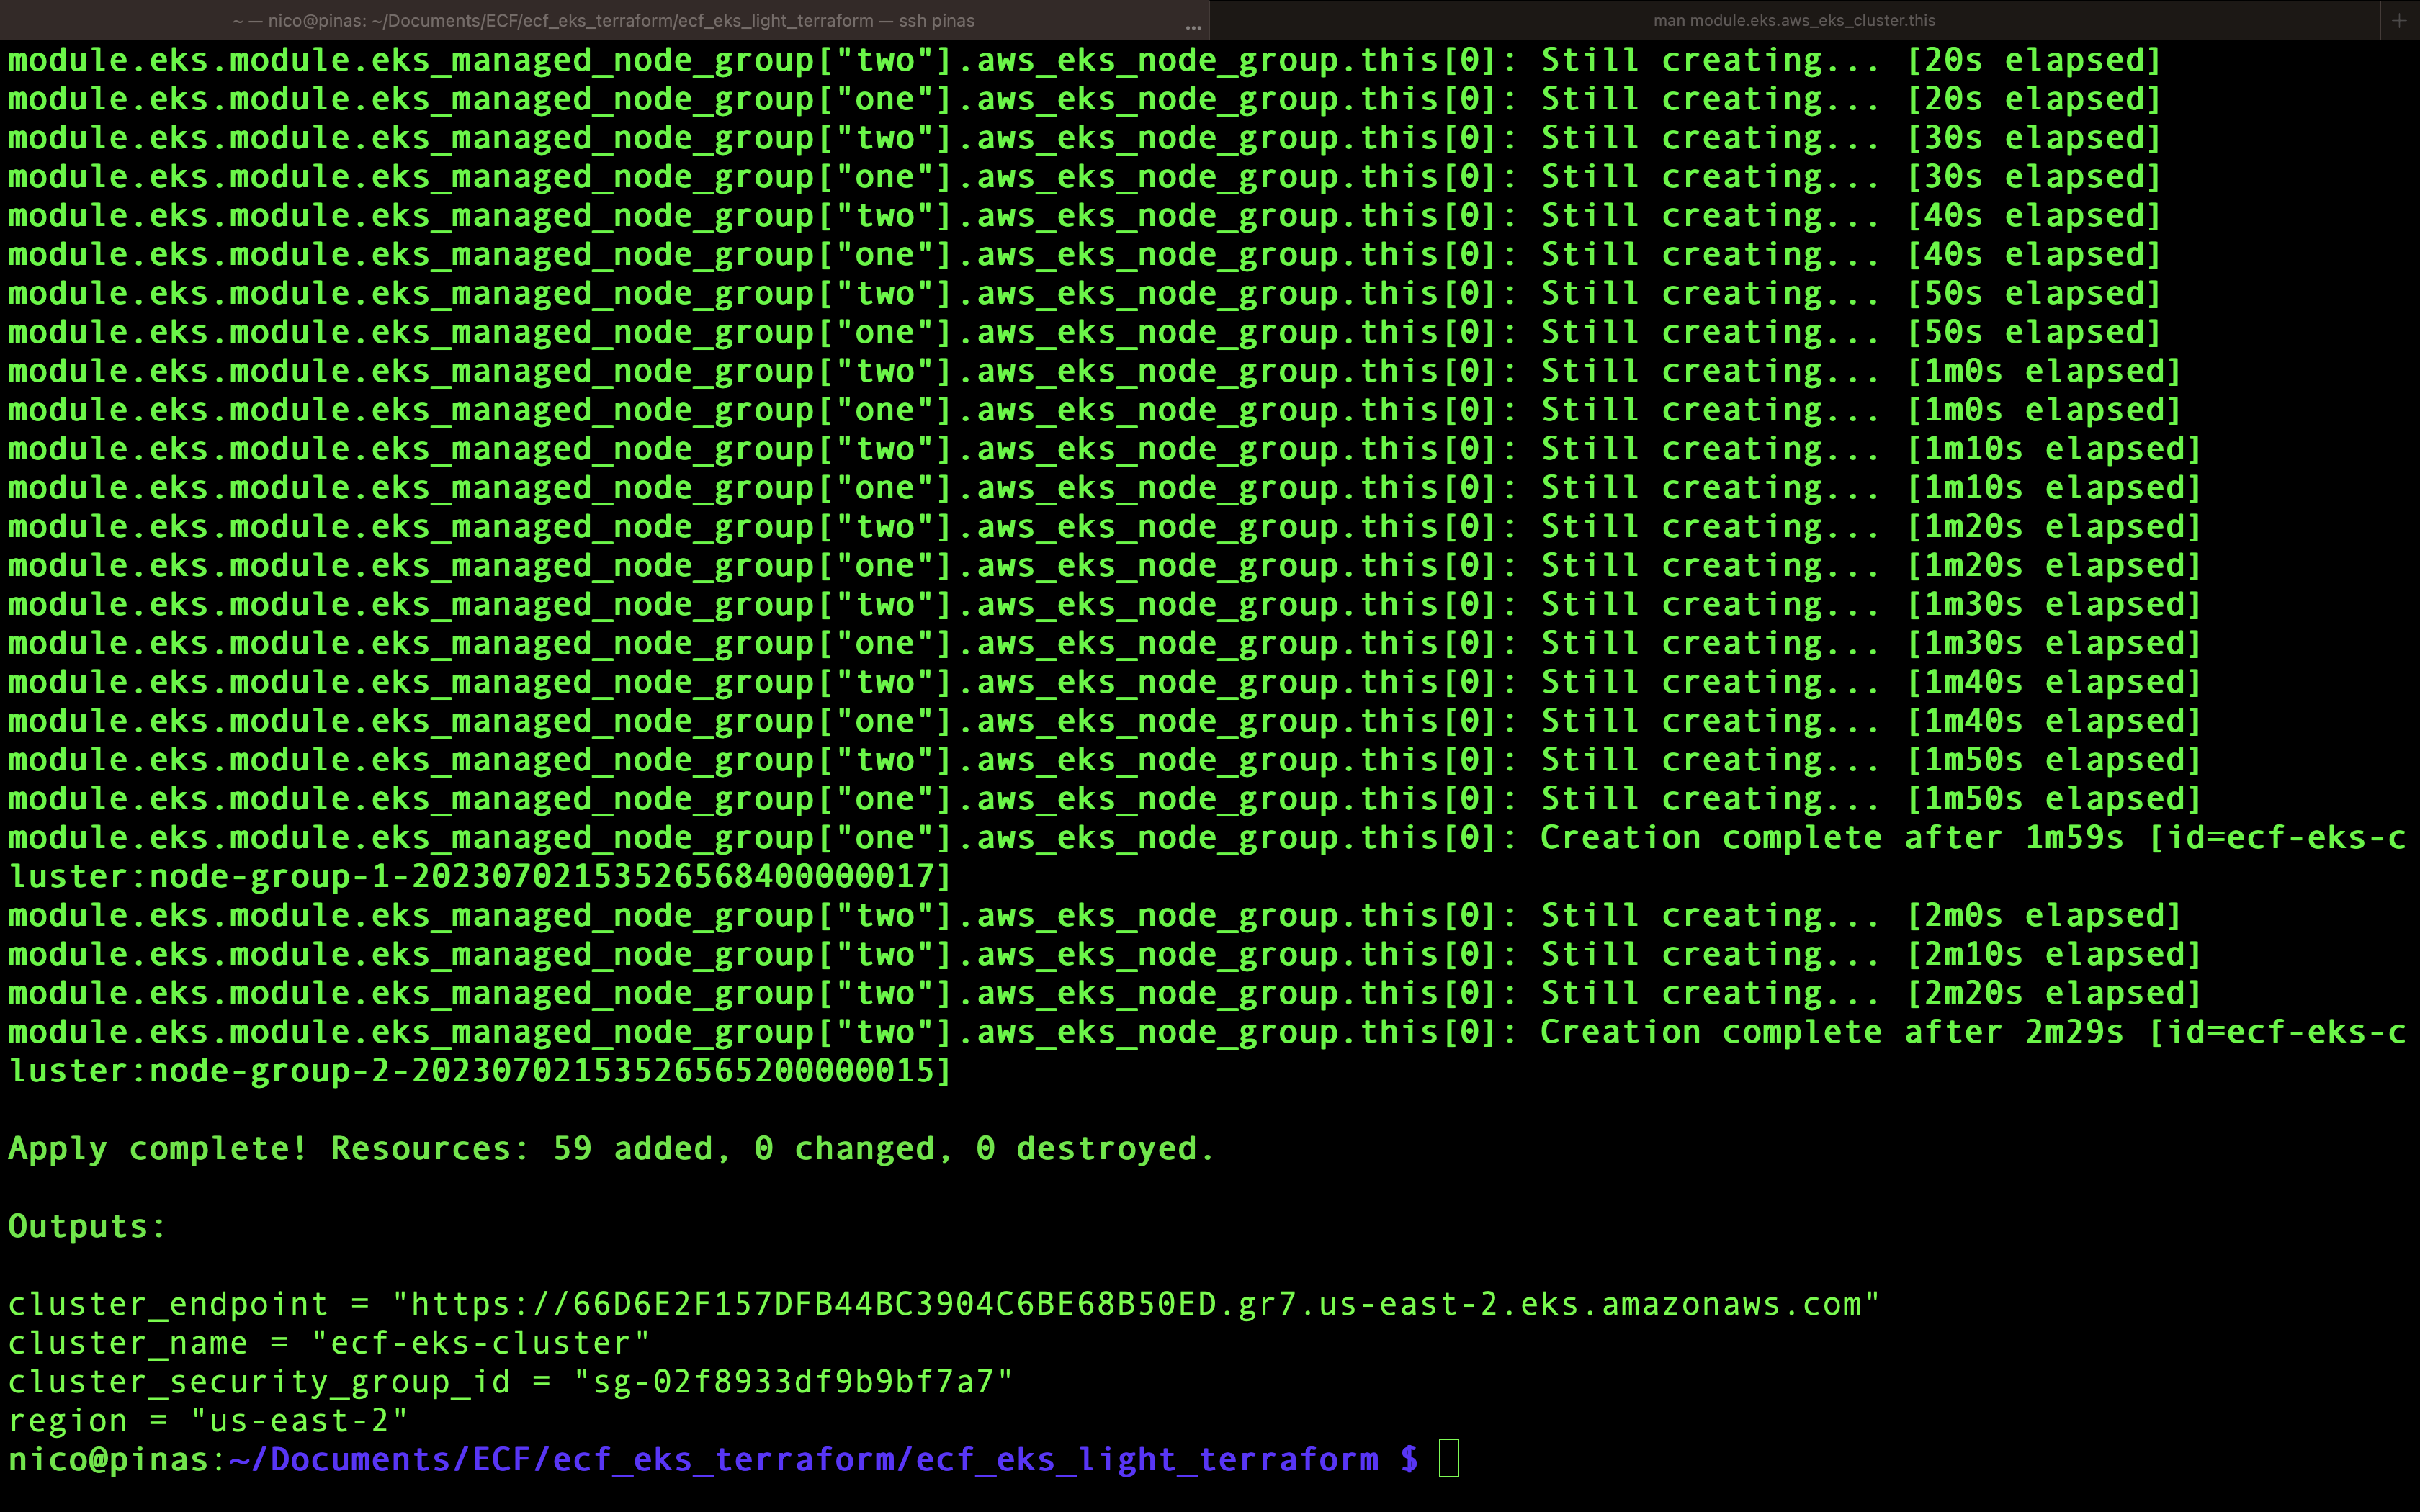 ~ — nico@pinas: ~/Documents/ECF/ecf_eks_terraform/ecf_eks_light_terraform — ssh pinas ... man module.eks.aws_eks_cluster.this +
module.eks.module.eks_managed_node_group["two"].aws_eks_node_group.this[0]: Still creating... [20s elapsed]
module.eks.module.eks_managed_node_group["one"].aws_eks_node_group.this[0]: Still creating... [20s elapsed]
module.eks.module.eks_managed_node_group["two"].aws_eks_node_group.this[0]: Still creating... [30s elapsed]
module.eks.module.eks_managed_node_group["one"].aws_eks_node_group.this[0]: Still creating... [30s elapsed]
module.eks.module.eks_managed_node_group["two"].aws_eks_node_group.this[0]: Still creating... [40s elapsed]
module.eks.module.eks_managed_node_group["one"].aws_eks_node_group.this[0]: Still creating... [40s elapsed]
module.eks.module.eks_managed_node_group["two"].aws_eks_node_group.this[0]: Still creating... [50s elapsed]
module.eks.module.eks_managed_node_group["one"].aws_eks_node_group.this[0]: Still creating... [50s elapsed]
module.eks.module.eks_managed_node_group["two"].aws_eks_node_group.this[0]: Still creating... [1m0s elapsed]
module.eks.module.eks_managed_node_group["one"].aws_eks_node_group.this[0]: Still creating... [1m0s elapsed]
module.eks.module.eks_managed_node_group["two"].aws_eks_node_group.this[0]: Still creating... [1m10s elapsed]
module.eks.module.eks_managed_node_group["one"].aws_eks_node_group.this[0]: Still creating... [1m10s elapsed]
module.eks.module.eks_managed_node_group["two"].aws_eks_node_group.this[0]: Still creating... [1m20s elapsed]
module.eks.module.eks_managed_node_group["one"].aws_eks_node_group.this[0]: Still creating... [1m20s elapsed]
module.eks.module.eks_managed_node_group["two"].aws_eks_node_group.this[0]: Still creating... [1m30s elapsed]
module.eks.module.eks_managed_node_group["one"].aws_eks_node_group.this[0]: Still creating... [1m30s elapsed]
module.eks.module.eks_managed_node_group["two"].aws_eks_node_group.this[0]: Still creating... [1m40s elapsed]
module.eks.module.eks_managed_node_group["one"].aws_eks_node_group.this[0]: Still creating... [1m40s elapsed]
module.eks.module.eks_managed_node_group["two"].aws_eks_node_group.this[0]: Still creating... [1m50s elapsed]
module.eks.module.eks_managed_node_group["one"].aws_eks_node_group.this[0]: Still creating... [1m50s elapsed]
module.eks.module.eks_managed_node_group["one"].aws_eks_node_group.this[0]: Creation complete after 1m59s [id=ecf-eks-c
luster:node-group-1-20230702153526568400000017]
module.eks.module.eks_managed_node_group["two"].aws_eks_node_group.this[0]: Still creating... [2m0s elapsed]
module.eks.module.eks_managed_node_group["two"].aws_eks_node_group.this[0]: Still creating... [2m10s elapsed]
module.eks.module.eks_managed_node_group["two"].aws_eks_node_group.this[0]: Still creating... [2m20s elapsed]
module.eks.module.eks_managed_node_group["two"].aws_eks_node_group.this[0]: Creation complete after 2m29s [id=ecf-eks-c
luster:node-group-2-20230702153526565200000015]
Apply complete! Resources: 59 added, 0 changed, 0 destroyed.
Outputs:
cluster_endpoint = "https://66D6E2F157DFB44BC3904C6BE68B50ED.gr7.us-east-2.eks.amazonaws.com"
cluster_name = "ecf-eks-cluster"
cluster_security_group_id = "sg-02f8933df9b9bf7a7"
region = "us-east-2"
nico@pinas:~/Documents/ECF/ecf_eks_terraform/ecf_eks_light_terraform $